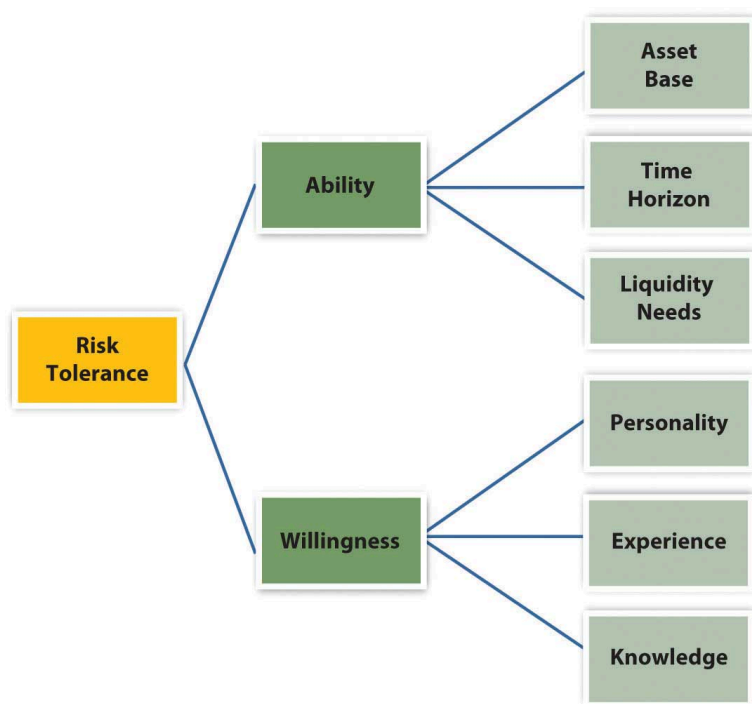 Risk
Tolerance
Ability
Asset
Base
Time
Horizon
Liquidity
Needs
Willingness
Personality
Experience
Knowledge